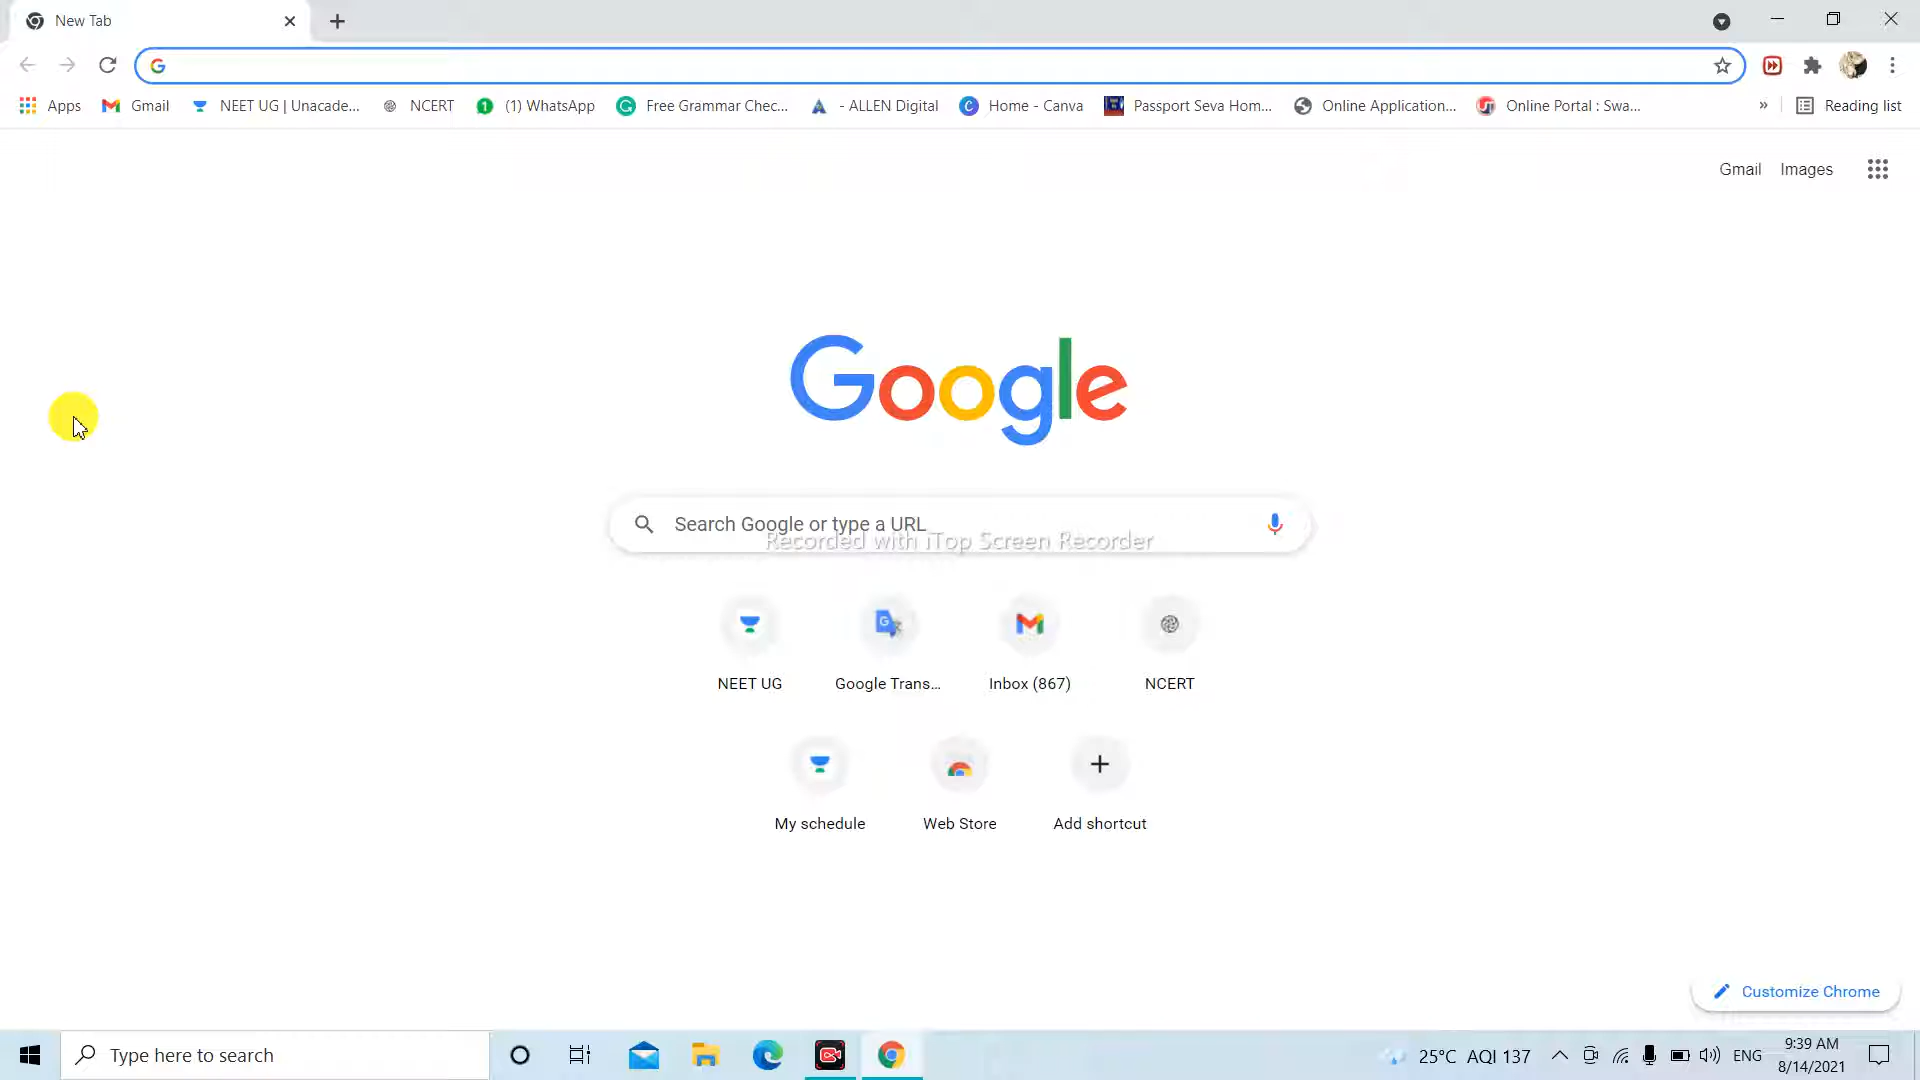 New Tab
Apps
Gmail
NEET UG | Unacade...
NCERT
(1) WhatsApp
Free Grammar Chec...
- ALLEN Digital
Home - Canva
Passport Seva Hom...
Online Application...
Online Portal : Swa...
»
Reading list
Gmail
Images
Google
Search Google or type a URL
Recorded with iTop Screen Recorder
NEET UG
Google Trans...
Inbox (867)
NCERT
My schedule
Web Store
Add shortcut
Customize Chrome
Type here to search
25°C AQI 137
ENG
9:39 AM
8/14/2021